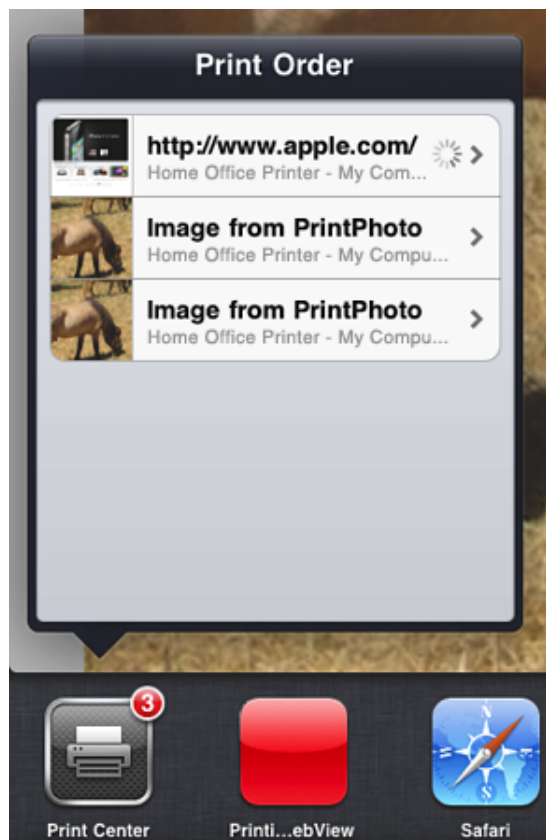 Print Order
http://www.apple.com/
Home Office Printer - My Com...
Image from PrintPhoto
Home Office Printer - My Compu...
Image from PrintPhoto
Home Office Printer - My Compu...
3
Print Center
Printi...ebView
Safari
N
W
S